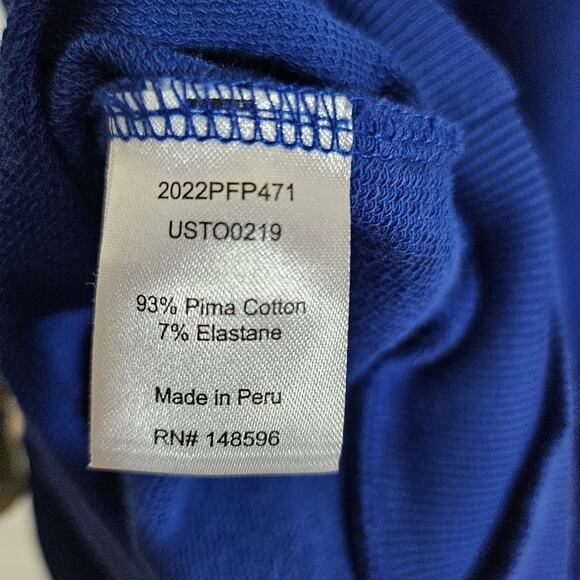 2022PFP471
USTO0219
93% Pima Cotton
7% Elastane
Made in Peru
RN# 148596